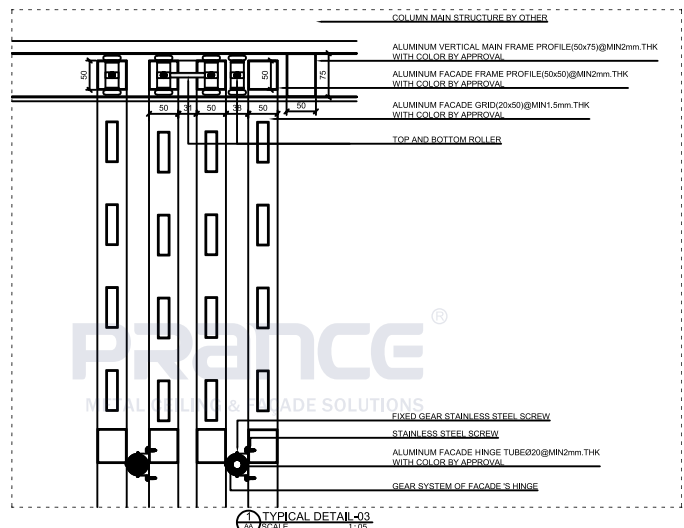 COLUMN MAIN STRUCTURE BY OTHER
ALUMINUM VERTICAL MAIN FRAME PROFILE(50x75)@MIN2mm.THK
WITH COLOR BY APPROVAL
50
50
75
ALUMINUM FACADE FRAME PROFILE(50x50)@MIN2mm.THK
WITH COLOR BY APPROVAL
50 31 50 38 50
50
ALUMINUM FACADE GRID(20x50)@MIN1.5mm.THK
WITH COLOR BY APPROVAL
TOP AND BOTTOM ROLLER
PRANCE®
METAL CEILING & FACADE SOLUTIONS
FIXED GEAR STAINLESS STEEL SCREW
STAINLESS STEEL SCREW
ALUMINUM FACADE HINGE TUBEØ20@MIN2mm.THK
WITH COLOR BY APPROVAL
GEAR SYSTEM OF FACADE 'S HINGE
1 TYPICAL DETAIL-03
AA SCALE 1:05